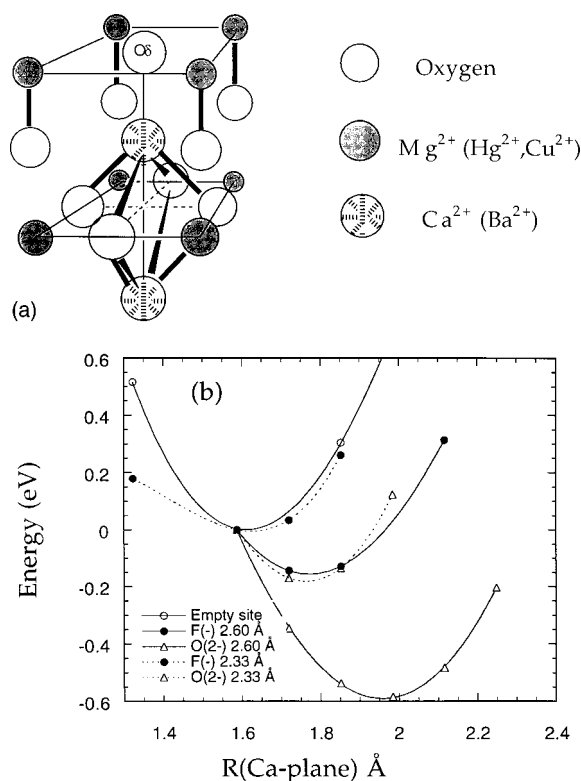 Oδ
Oxygen
Mg²⁺ (Hg²⁺,Cu²⁺)
Ca²⁺ (Ba²⁺)
(a)
(b)
0.6
0.4
0.2
0
-0.2
-0.4
-0.6
Energy (eV)
Empty site
F(-) 2.60 Å
O(2-) 2.60 Å
F(-) 2.33 Å
O(2-) 2.33 Å
1.4 1.6 1.8 2 2.2 2.4
R(Ca-plane) Å